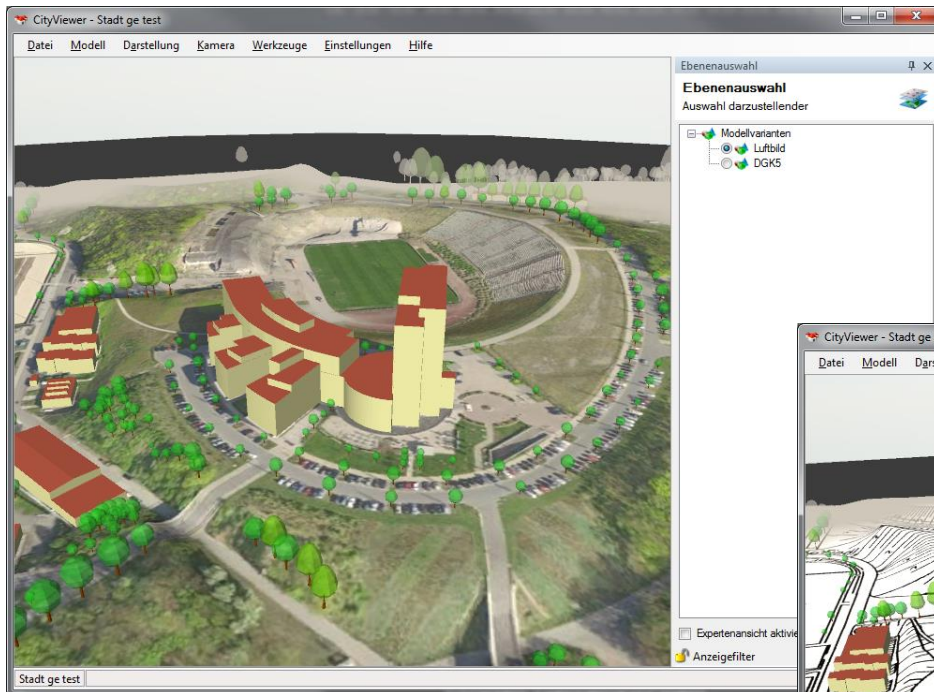 CityViewer - Stadt ge test
Datei Modell Darstellung Kamera Werkzeuge Einstellungen Hilfe
Ebenenauswahl
Ebenenauswahl
Auswahl darzustellender
Modellvarianten
Luftbild
DGK5
Expertenansicht aktivie
Anzeigefilter
Stadt ge test
CityViewer - Stadt ge
Datei Modell Dars